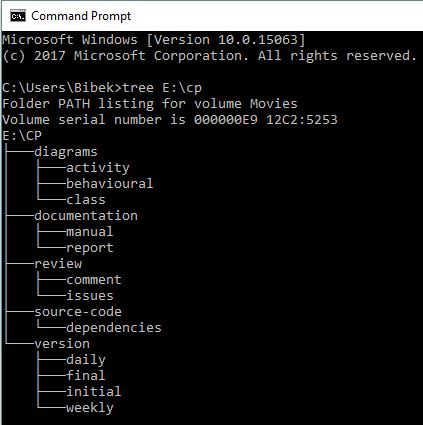 Command Prompt
Microsoft Windows [Version 10.0.15063]
(c) 2017 Microsoft Corporation. All rights reserved.
C:\Users\Bibek>tree E:\cp
Folder PATH listing for volume Movies
Volume serial number is 000000E9 12C2:5253
E:\CP
├───diagrams
│   ├───activity
│   ├───behavioural
│   └───class
├───documentation
│   ├───manual
│   └───report
├───review
│   ├───comment
│   └───issues
├───source-code
│   └───dependencies
└───version
    ├───daily
    ├───final
    ├───initial
    └───weekly